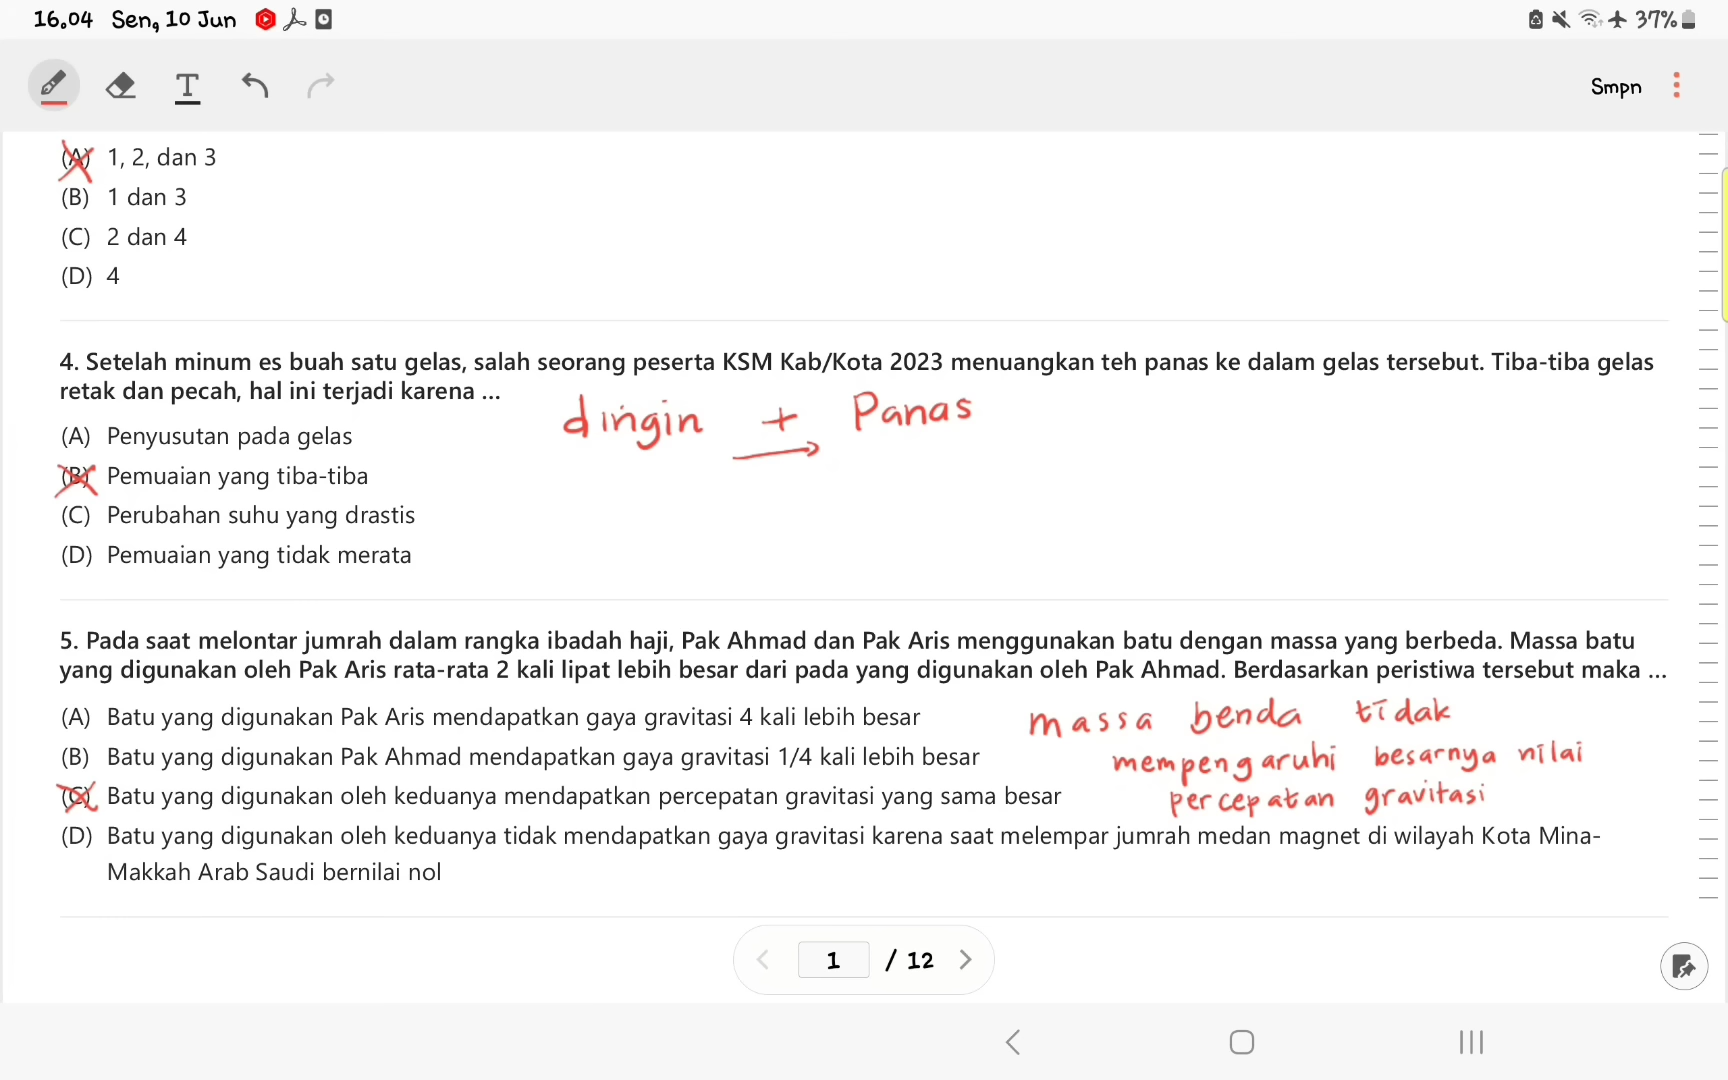 16.04 Sen, 10 Jun
37%
Smpn
(A) 1, 2, dan 3
(B) 1 dan 3
(C) 2 dan 4
(D) 4
4. Setelah minum es buah satu gelas, salah seorang peserta KSM Kab/Kota 2023 menuangkan teh panas ke dalam gelas tersebut. Tiba-tiba gelas
retak dan pecah, hal ini terjadi karena ...
dingin + Panas
(A) Penyusutan pada gelas
(B) Pemuaian yang tiba-tiba
(C) Perubahan suhu yang drastis
(D) Pemuaian yang tidak merata
5. Pada saat melontar jumrah dalam rangka ibadah haji, Pak Ahmad dan Pak Aris menggunakan batu dengan massa yang berbeda. Massa batu
yang digunakan oleh Pak Aris rata-rata 2 kali lipat lebih besar dari pada yang digunakan oleh Pak Ahmad. Berdasarkan peristiwa tersebut maka ...
(A) Batu yang digunakan Pak Aris mendapatkan gaya gravitasi 4 kali lebih besar
massa benda tidak
(B) Batu yang digunakan Pak Ahmad mendapatkan gaya gravitasi 1/4 kali lebih besar
mempengaruhi besarnya nilai
(C) Batu yang digunakan oleh keduanya mendapatkan percepatan gravitasi yang sama besar
percepatan gravitasi
(D) Batu yang digunakan oleh keduanya tidak mendapatkan gaya gravitasi karena saat melempar jumrah medan magnet di wilayah Kota Mina-
Makkah Arab Saudi bernilai nol
1 / 12